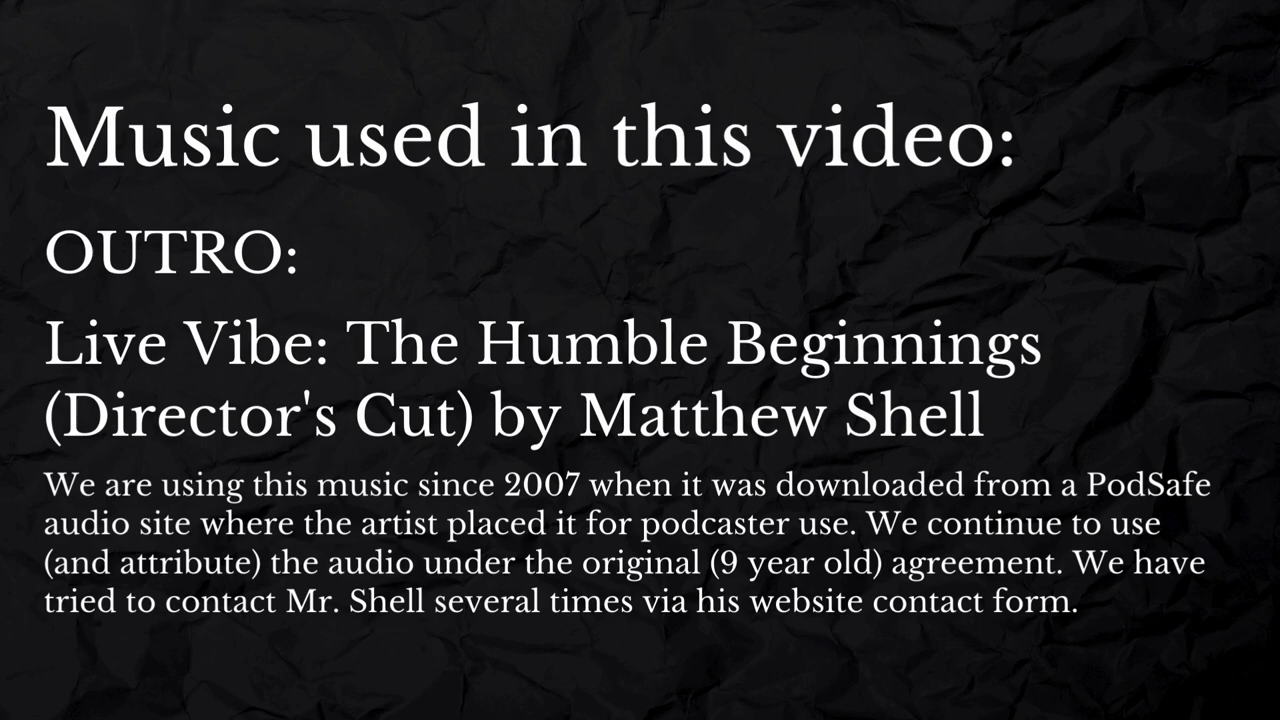 Music used in this video:
OUTRO:
Live Vibe: The Humble Beginnings
(Director's Cut) by Matthew Shell
We are using this music since 2007 when it was downloaded from a PodSafe
audio site where the artist placed it for podcaster use. We continue to use
(and attribute) the audio under the original (9 year old) agreement. We have
tried to contact Mr. Shell several times via his website contact form.